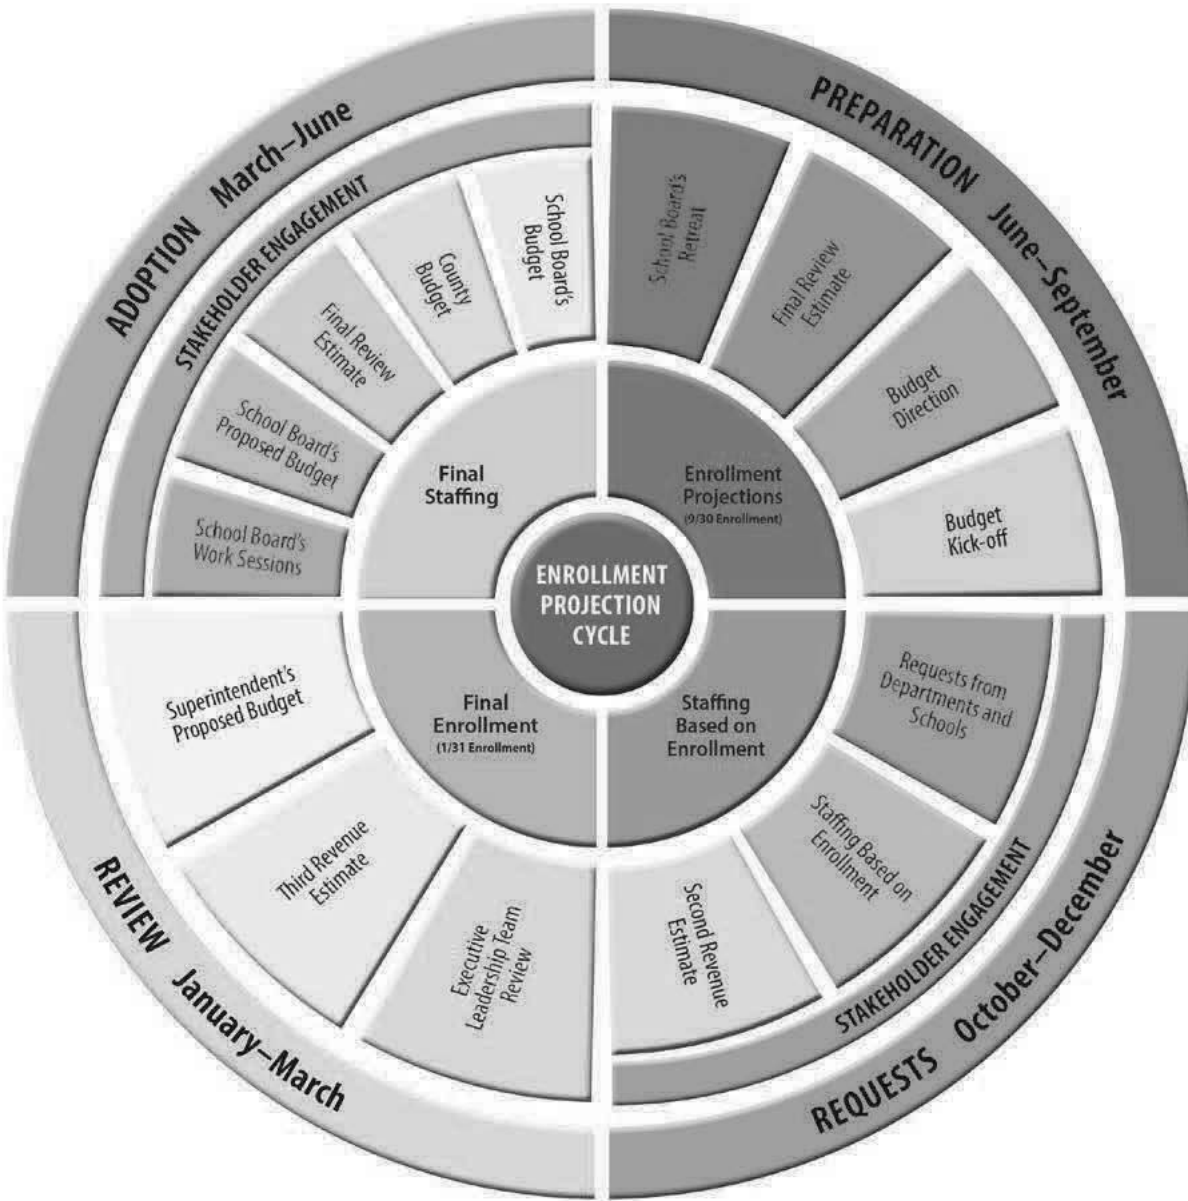 PREPARATION June–September
School Board's
Retreat
Final Review
Estimate
Budget
Direction
Budget
Kick-off
Enrollment
Projections
(9/30 Enrollment)
REQUESTS October–December
STAKEHOLDER ENGAGEMENT
Requests from
Departments and
Schools
Staffing Based on
Enrollment
Second Revenue
Estimate
Staffing
Based on
Enrollment
REVIEW January–March
Executive
Leadership Team
Review
Third Revenue
Estimate
Superintendent's
Proposed Budget
Final
Enrollment
(1/31 Enrollment)
ADOPTION March–June
STAKEHOLDER ENGAGEMENT
School Board's
Work Sessions
School Board's
Proposed Budget
Final Review
Estimate
County
Budget
School Board's
Budget
Final
Staffing
ENROLLMENT
PROJECTION
CYCLE